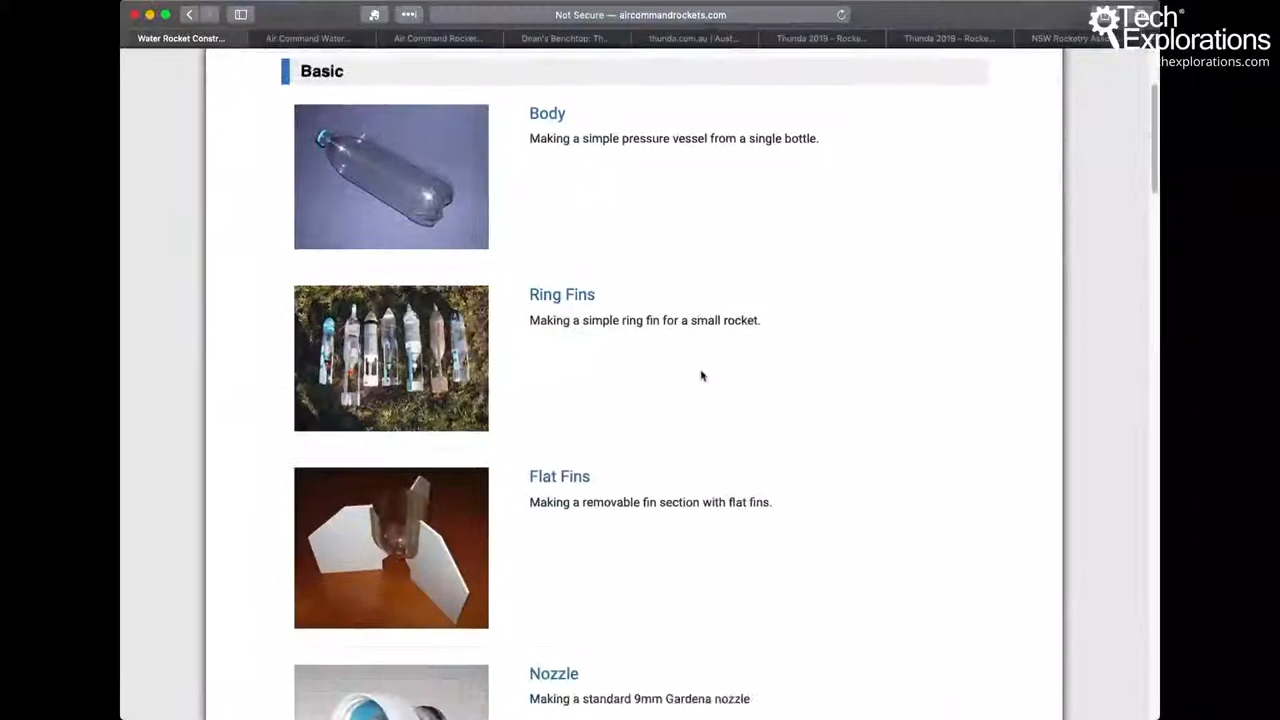 Not Secure — aircommandrockets.com
Tech
Explorations
chexplorations.com
Water Rocket Constr...
Air Command Water...
Air Command Rocket...
Dean's Benchtop: Th...
thunda.com.au | Aust...
Thunda 2019 – Rocke...
Thunda 2019 – Rocke...
NSW Rocketry Ass
Basic
Body
Making a simple pressure vessel from a single bottle.
Ring Fins
Making a simple ring fin for a small rocket.
Flat Fins
Making a removable fin section with flat fins.
Nozzle
Making a standard 9mm Gardena nozzle